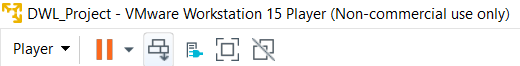 DWL_Project - VMware Workstation 15 Player (Non-commercial use only)
Player